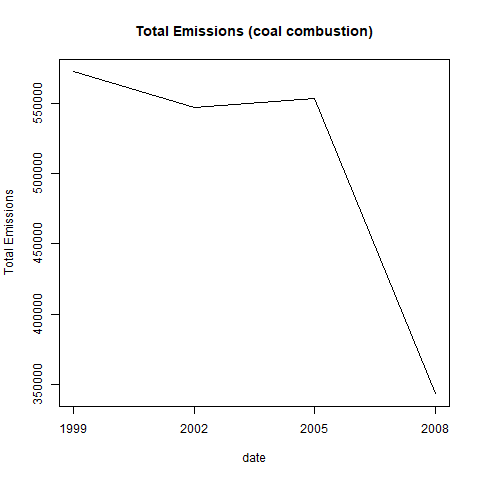 Total Emissions (coal combustion)
Total Emissions
550000
500000
450000
400000
350000
1999 2002 2005 2008
date